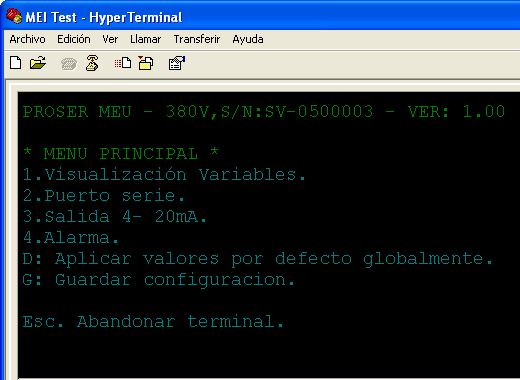 MEI Test - HyperTerminal
Archivo Edición Ver Llamar Transferir Ayuda
PROSER MEU - 380V,S/N:SV-0500003 - VER: 1.00
* MENU PRINCIPAL *
1.Visualización Variables.
2.Puerto serie.
3.Salida 4- 20mA.
4.Alarma.
D: Aplicar valores por defecto globalmente.
G: Guardar configuracion.
Esc. Abandonar terminal.